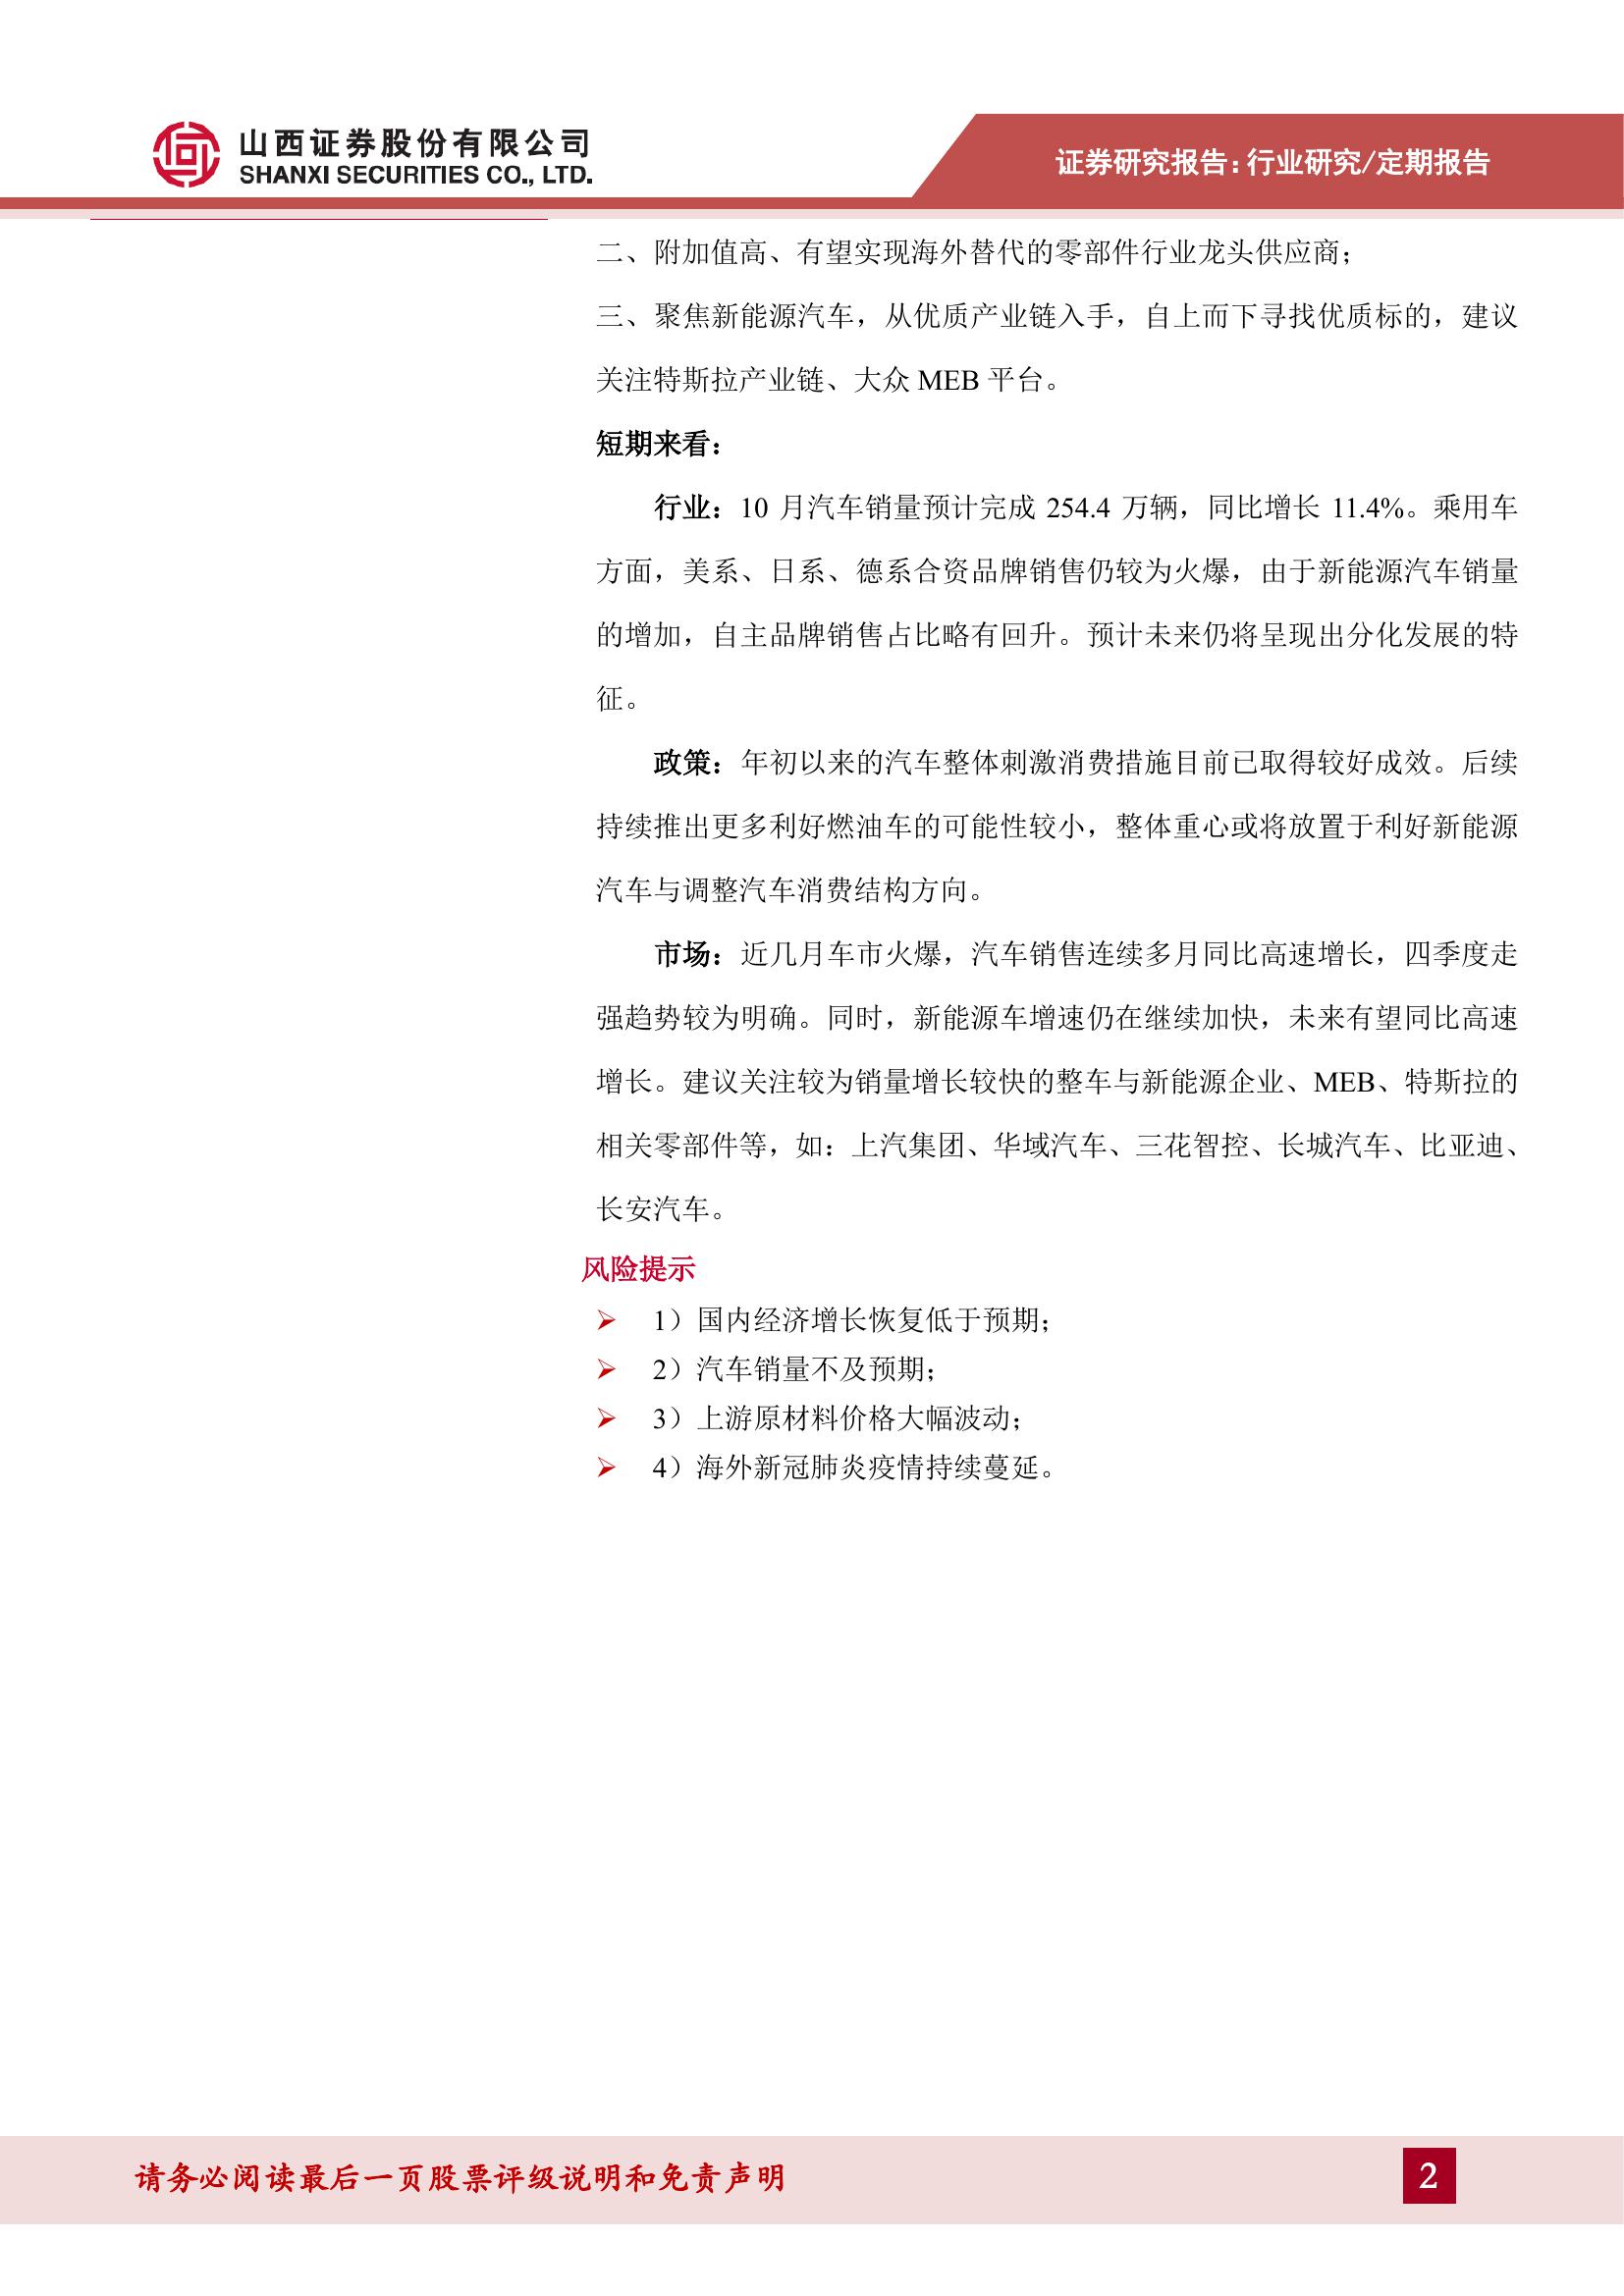 山西证券股份有限公司
SHANXI SECURITIES CO., LTD.
证券研究报告：行业研究/定期报告
二、附加值高、有望实现海外替代的零部件行业龙头供应商；
三、聚焦新能源汽车，从优质产业链入手，自上而下寻找优质标的，建议
关注特斯拉产业链、大众 MEB 平台。
短期来看：
行业：10 月汽车销量预计完成 254.4 万辆，同比增长 11.4%。乘用车
方面，美系、日系、德系合资品牌销售仍较为火爆，由于新能源汽车销量
的增加，自主品牌销售占比略有回升。预计未来仍将呈现出分化发展的特
征。
政策：年初以来的汽车整体刺激消费措施目前已取得较好成效。后续
持续推出更多利好燃油车的可能性较小，整体重心或将放置于利好新能源
汽车与调整汽车消费结构方向。
市场：近几月车市火爆，汽车销售连续多月同比高速增长，四季度走
强趋势较为明确。同时，新能源车增速仍在继续加快，未来有望同比高速
增长。建议关注较为销量增长较快的整车与新能源企业、MEB、特斯拉的
相关零部件等，如：上汽集团、华域汽车、三花智控、长城汽车、比亚迪、
长安汽车。
风险提示
➢ 1）国内经济增长恢复低于预期；
➢ 2）汽车销量不及预期；
➢ 3）上游原材料价格大幅波动；
➢ 4）海外新冠肺炎疫情持续蔓延。
请务必阅读最后一页股票评级说明和免责声明
2